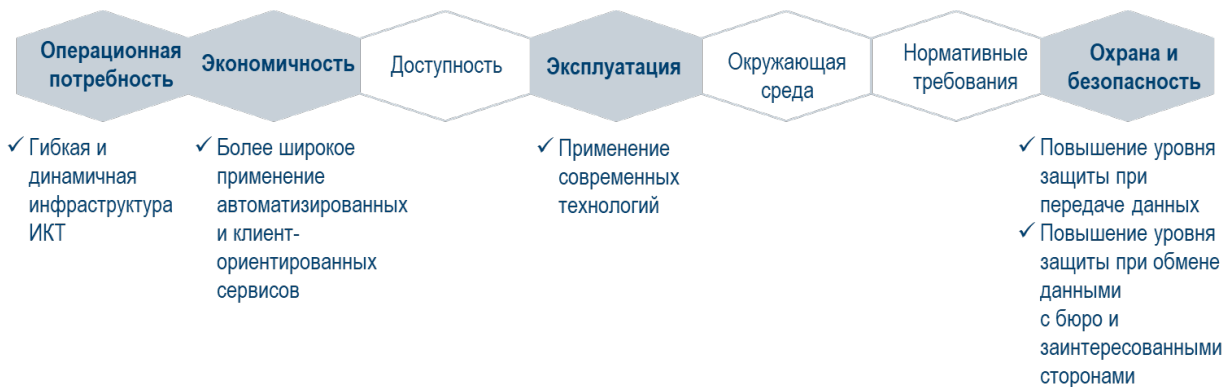 Операционная
потребность
Экономичность
Доступность
Эксплуатация
Окружающая
среда
Нормативные
требования
Охрана и
безопасность
✓ Гибкая и
динамичная
инфраструктура
ИКТ
✓ Более широкое
применение
автоматизированных
и клиент-
ориентированных
сервисов
✓ Применение
современных
технологий
✓ Повышение уровня
защиты при
передаче данных
✓ Повышение уровня
защиты при обмене
данными
с бюро и
заинтересованными
сторонами